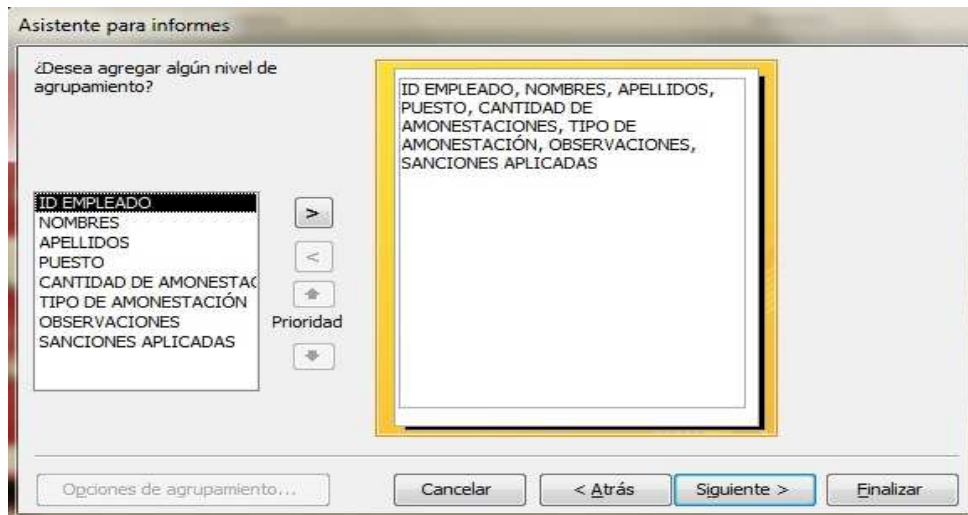 Asistente para informes
¿Desea agregar algún nivel de
agrupamiento?
ID EMPLEADO
NOMBRES
APELLIDOS
PUESTO
CANTIDAD DE AMONESTAC
TIPO DE AMONESTACIÓN
OBSERVACIONES
SANCIONES APLICADAS
>
<
Prioridad
ID EMPLEADO, NOMBRES, APELLIDOS,
PUESTO, CANTIDAD DE
AMONESTACIONES, TIPO DE
AMONESTACIÓN, OBSERVACIONES,
SANCIONES APLICADAS
Opciones de agrupamiento...
Cancelar
< Atrás
Siguiente >
Finalizar